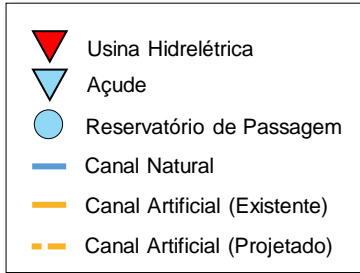 Usina Hidrelétrica
Açude
Reservatório de Passagem
Canal Natural
Canal Artificial (Existente)
Canal Artificial (Projetado)